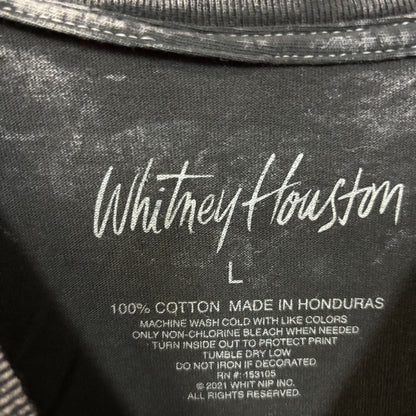 Whitney Houston
L
100% COTTON MADE IN HONDURAS
MACHINE WASH COLD WITH LIKE COLORS
ONLY NON-CHLORINE BLEACH WHEN NEEDED
TURN INSIDE OUT TO PROTECT PRINT
TUMBLE DRY LOW
DO NOT IRON IF DECORATED
RN #: 153105
© 2021 WHIT NIP INC.
ALL RIGHTS RESERVED.